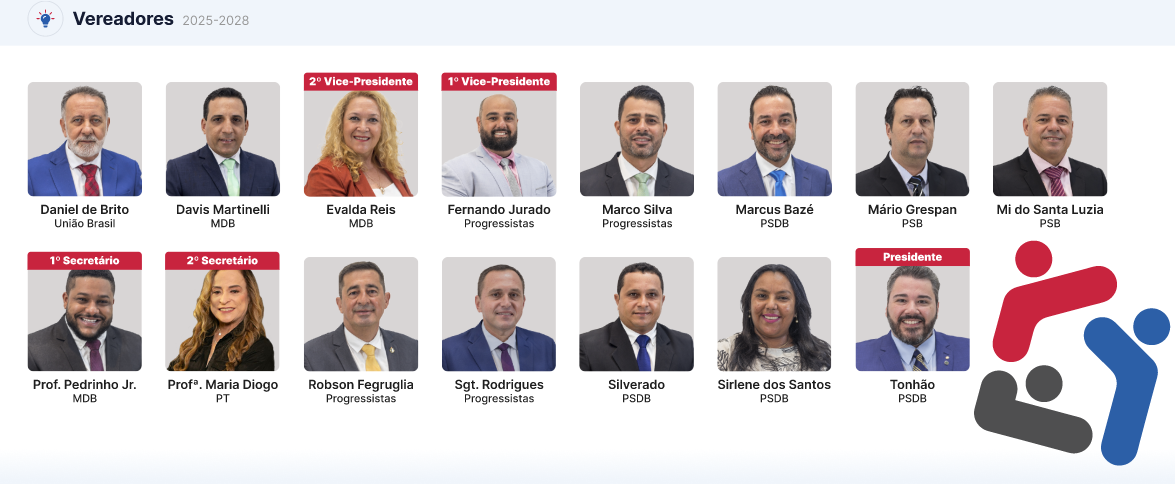 Vereadores 2025-2028
2º Vice-Presidente
1º Vice-Presidente
Daniel de Brito
União Brasil
Davis Martinelli
MDB
Evalda Reis
MDB
Fernando Jurado
Progressistas
Marco Silva
Progressistas
Marcus Bazé
PSDB
Mário Grespan
PSB
Mi do Santa Luzia
PSB
1º Secretário
2º Secretário
Presidente
Prof. Pedrinho Jr.
MDB
Profª. Maria Diogo
PT
Robson Fegruglia
Progressistas
Sgt. Rodrigues
Progressistas
Silverado
PSDB
Sirlene dos Santos
PSDB
Tonhão
PSDB